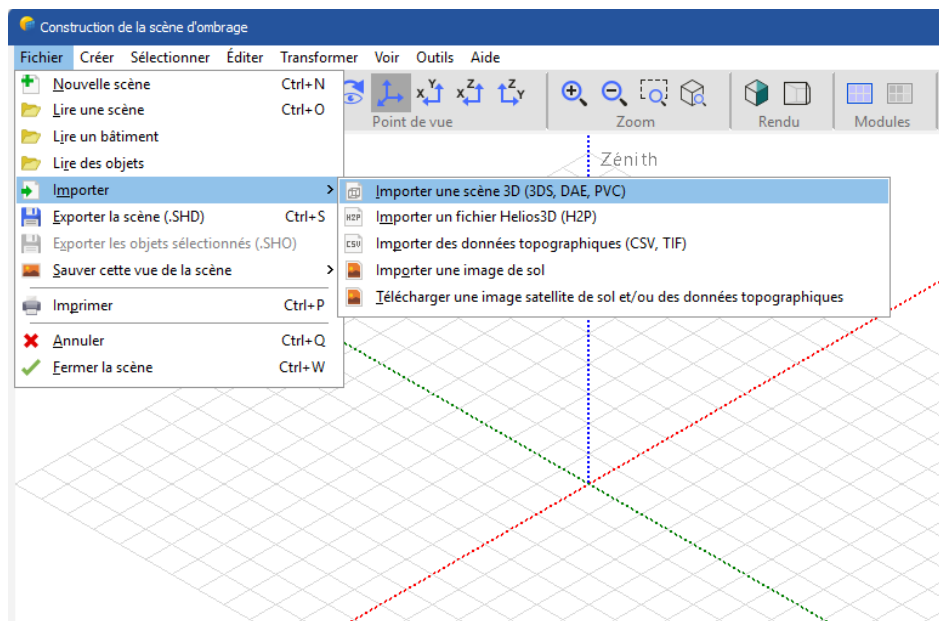 Construction de la scène d'ombrage
Fichier Créer Sélectionner Éditer Transformer Voir Outils Aide
Nouvelle scène Ctrl+N
Lire une scène Ctrl+O
Lire un bâtiment
Lire des objets
Importer >
Exporter la scène (.SHD) Ctrl+S
Exporter les objets sélectionnés (.SHO)
Sauver cette vue de la scène >
Imprimer Ctrl+P
Annuler Ctrl+Q
Fermer la scène Ctrl+W
X Y X Z Z Y
Point de vue Zoom Rendu Modules
Zénith
Importer une scène 3D (3DS, DAE, PVC)
H2P Importer un fichier Helios3D (H2P)
CSV Importer des données topographiques (CSV, TIF)
Importer une image de sol
Télécharger une image satellite de sol et/ou des données topographiques